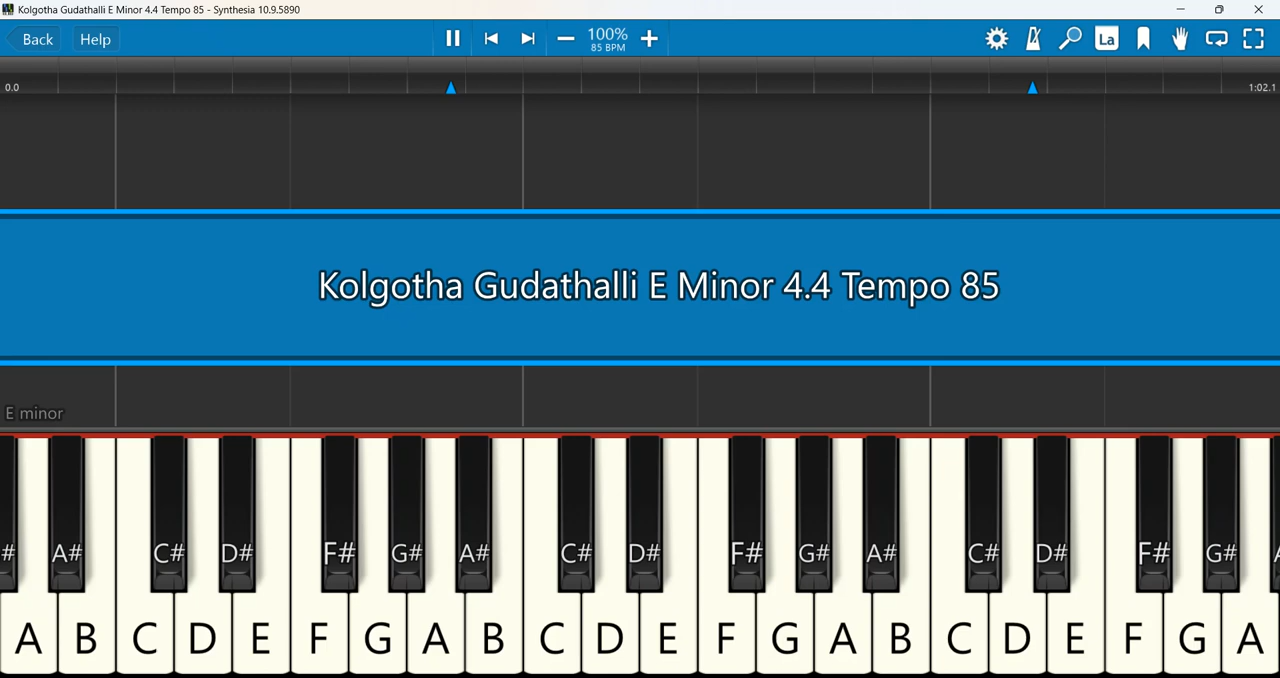 Kolgotha Gudathalli E Minor 4.4 Tempo 85 - Synthesia 10.9.5890
Back Help 100% La
85 BPM
0.0 1:02.1
Kolgotha Gudathalli E Minor 4.4 Tempo 85
E minor
# A# C# D# F# G# A# C# D# F# G# A# C# D# F# G#
A B C D E F G A B C D E F G A B C D E F G A